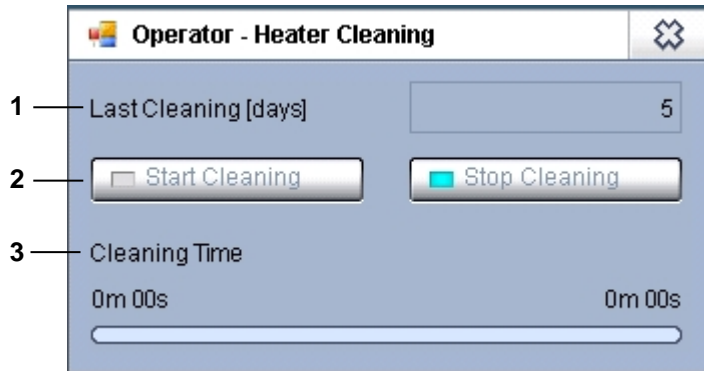 Operator - Heater Cleaning
1 Last Cleaning [days] 5
2 Start Cleaning Stop Cleaning
3 Cleaning Time
0m 00s 0m 00s